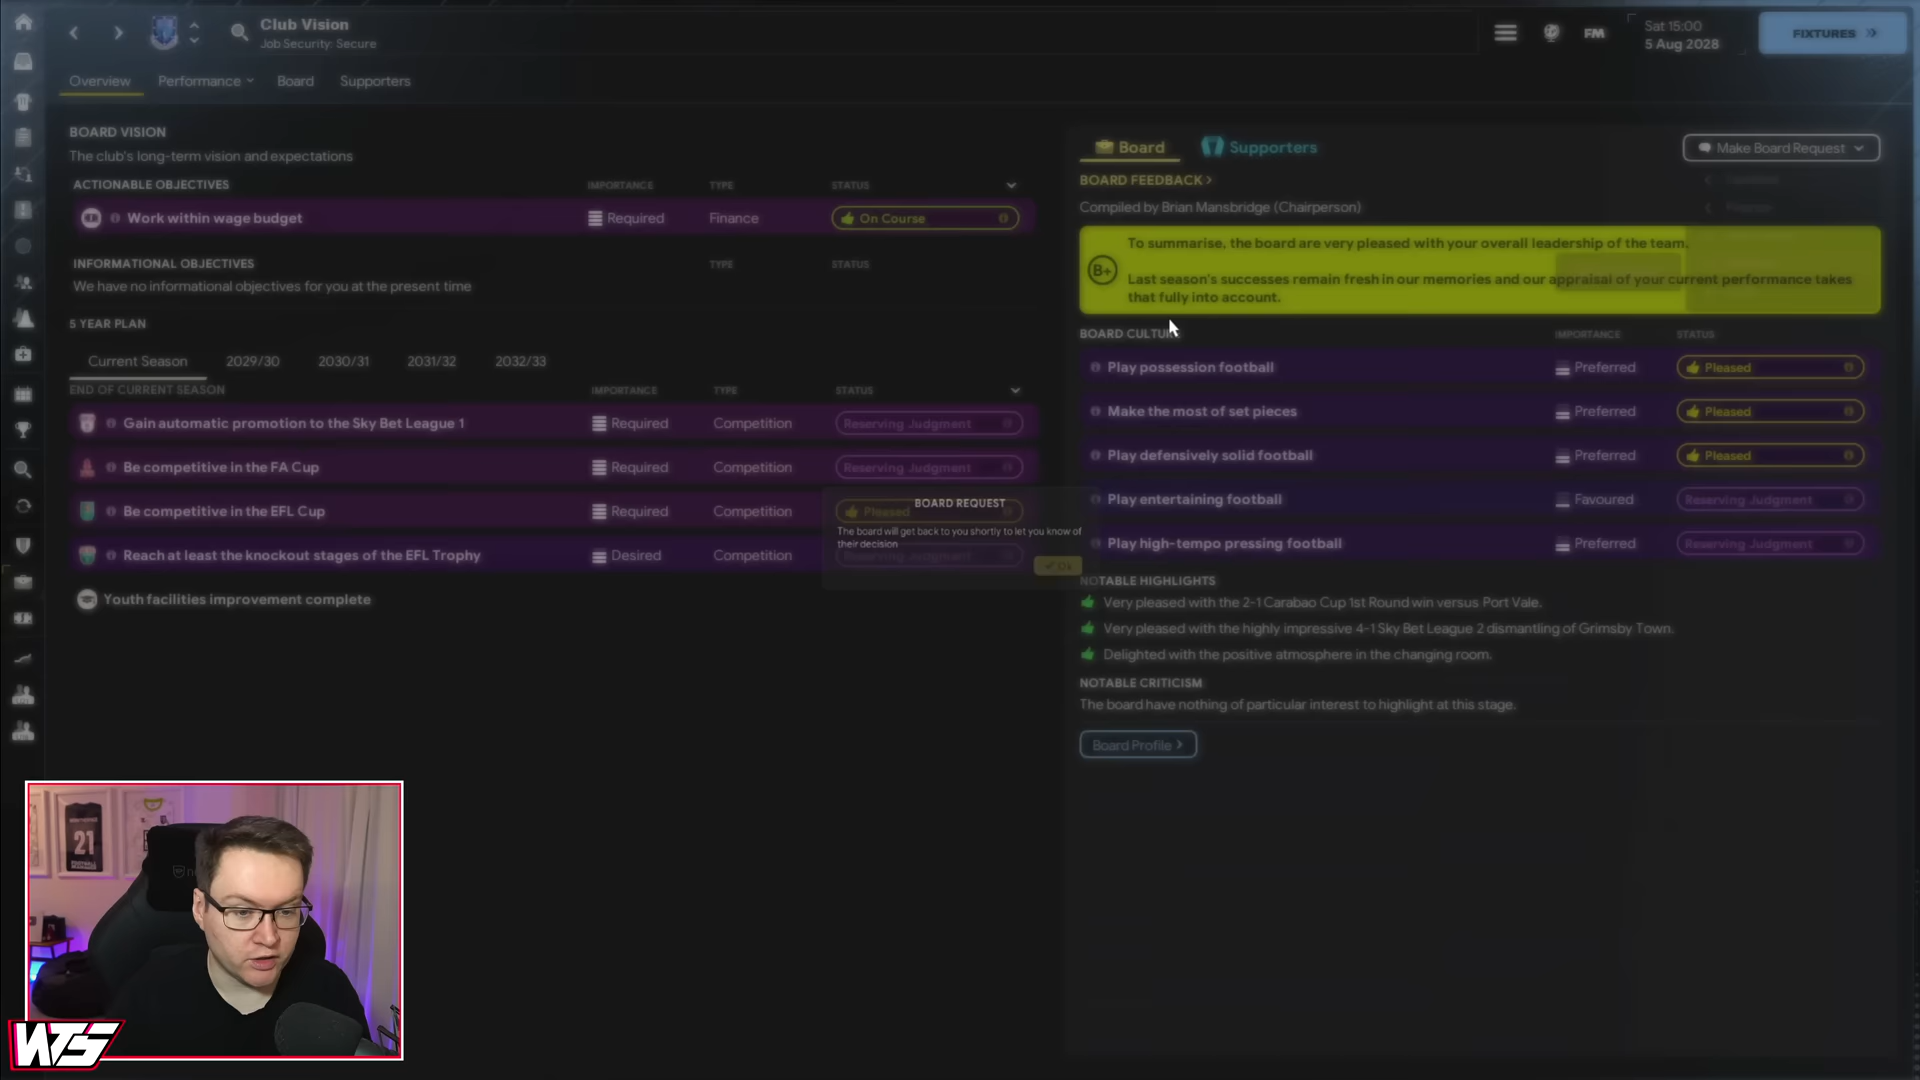 Club Vision
Job Security: Secure
FM
Sat 15:00
5 Aug 2028
FIXTURES
Overview
Performance
Board
Supporters
BOARD VISION
The club's long-term vision and expectations
ACTIONABLE OBJECTIVES IMPORTANCE TYPE STATUS
Work within wage budget Required Finance On Course
INFORMATIONAL OBJECTIVES TYPE STATUS
We have no informational objectives for you at the present time
5 YEAR PLAN
Current Season 2029/30 2030/31 2031/32 2032/33
END OF CURRENT SEASON IMPORTANCE TYPE STATUS
Gain automatic promotion to the Sky Bet League 1 Required Competition Reserving Judgment
Be competitive in the FA Cup Required Competition Reserving Judgment
Be competitive in the EFL Cup Required Competition Pleased
Reach at least the knockout stages of the EFL Trophy Desired Competition Reserving Judgment
Youth facilities improvement complete
BOARD REQUEST
The board will get back to you shortly to let you know of
their decision
Ok
Board Supporters
Make Board Request
BOARD FEEDBACK >
Compiled by Brian Mansbridge (Chairperson)
B+
To summarise, the board are very pleased with your overall leadership of the team.
Last season's successes remain fresh in our memories and our appraisal of your current performance takes
that fully into account.
BOARD CULTURE IMPORTANCE STATUS
Play possession football Preferred Pleased
Make the most of set pieces Preferred Pleased
Play defensively solid football Preferred Pleased
Play entertaining football Favoured Reserving Judgment
Play high-tempo pressing football Preferred Reserving Judgment
NOTABLE HIGHLIGHTS
Very pleased with the 2-1 Carabao Cup 1st Round win versus Port Vale.
Very pleased with the highly impressive 4-1 Sky Bet League 2 dismantling of Grimsby Town.
Delighted with the positive atmosphere in the changing room.
NOTABLE CRITICISM
The board have nothing of particular interest to highlight at this stage.
Board Profile >
21
WTS